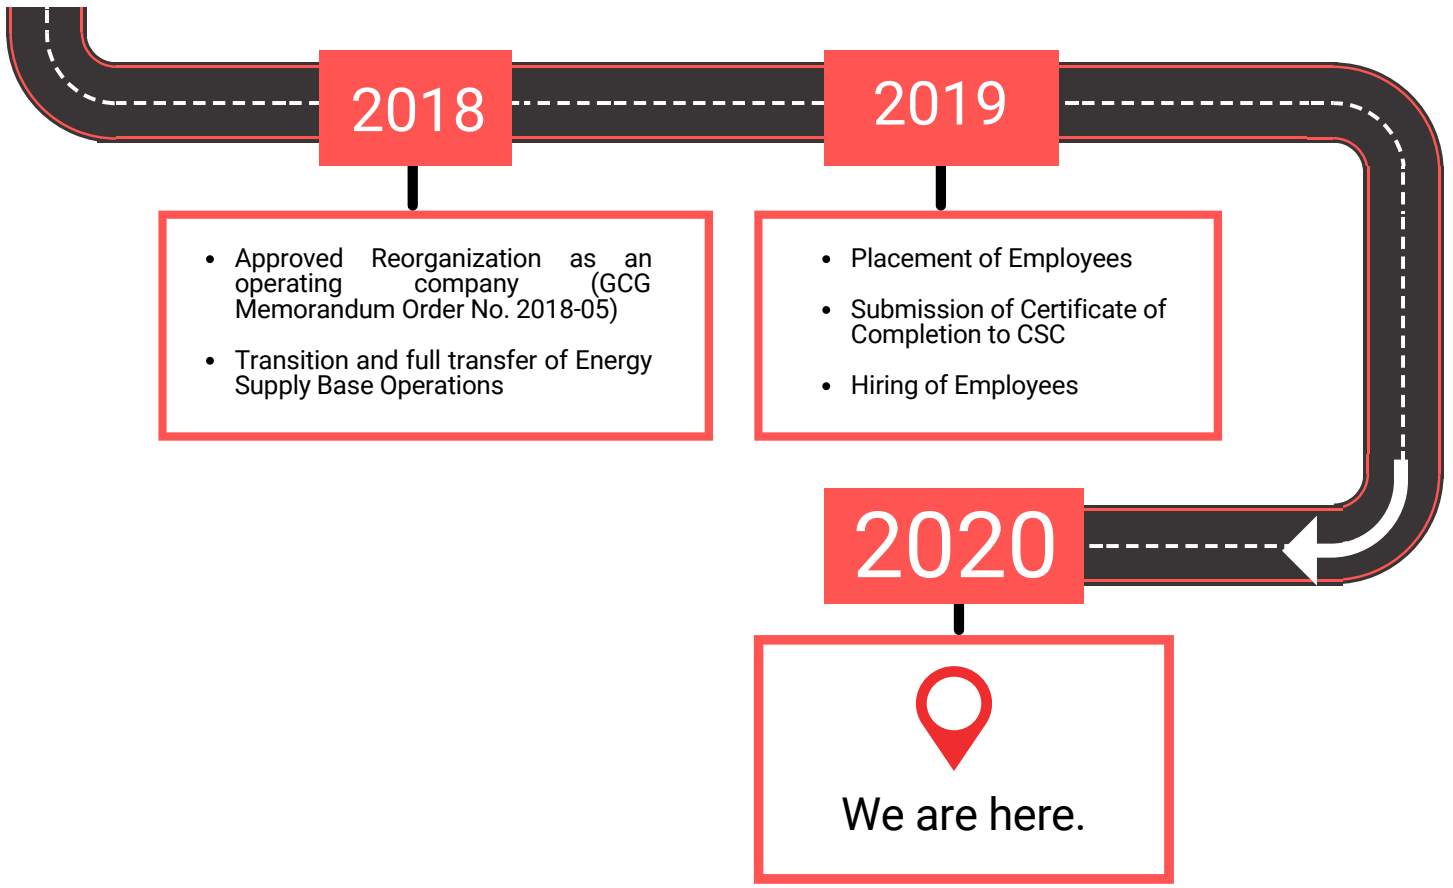 2018
2019
• Approved Reorganization as an
operating company (GCG
Memorandum Order No. 2018-05)
• Transition and full transfer of Energy
Supply Base Operations
• Placement of Employees
• Submission of Certificate of
Completion to CSC
• Hiring of Employees
2020
We are here.